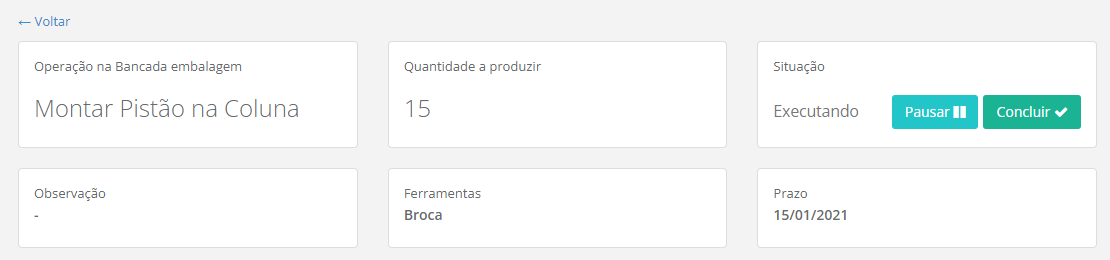 ← Voltar
Operação na Bancada embalagem
Montar Pistão na Coluna
Quantidade a produzir
15
Situação
Executando
Pausar
Concluir
Observação
-
Ferramentas
Broca
Prazo
15/01/2021